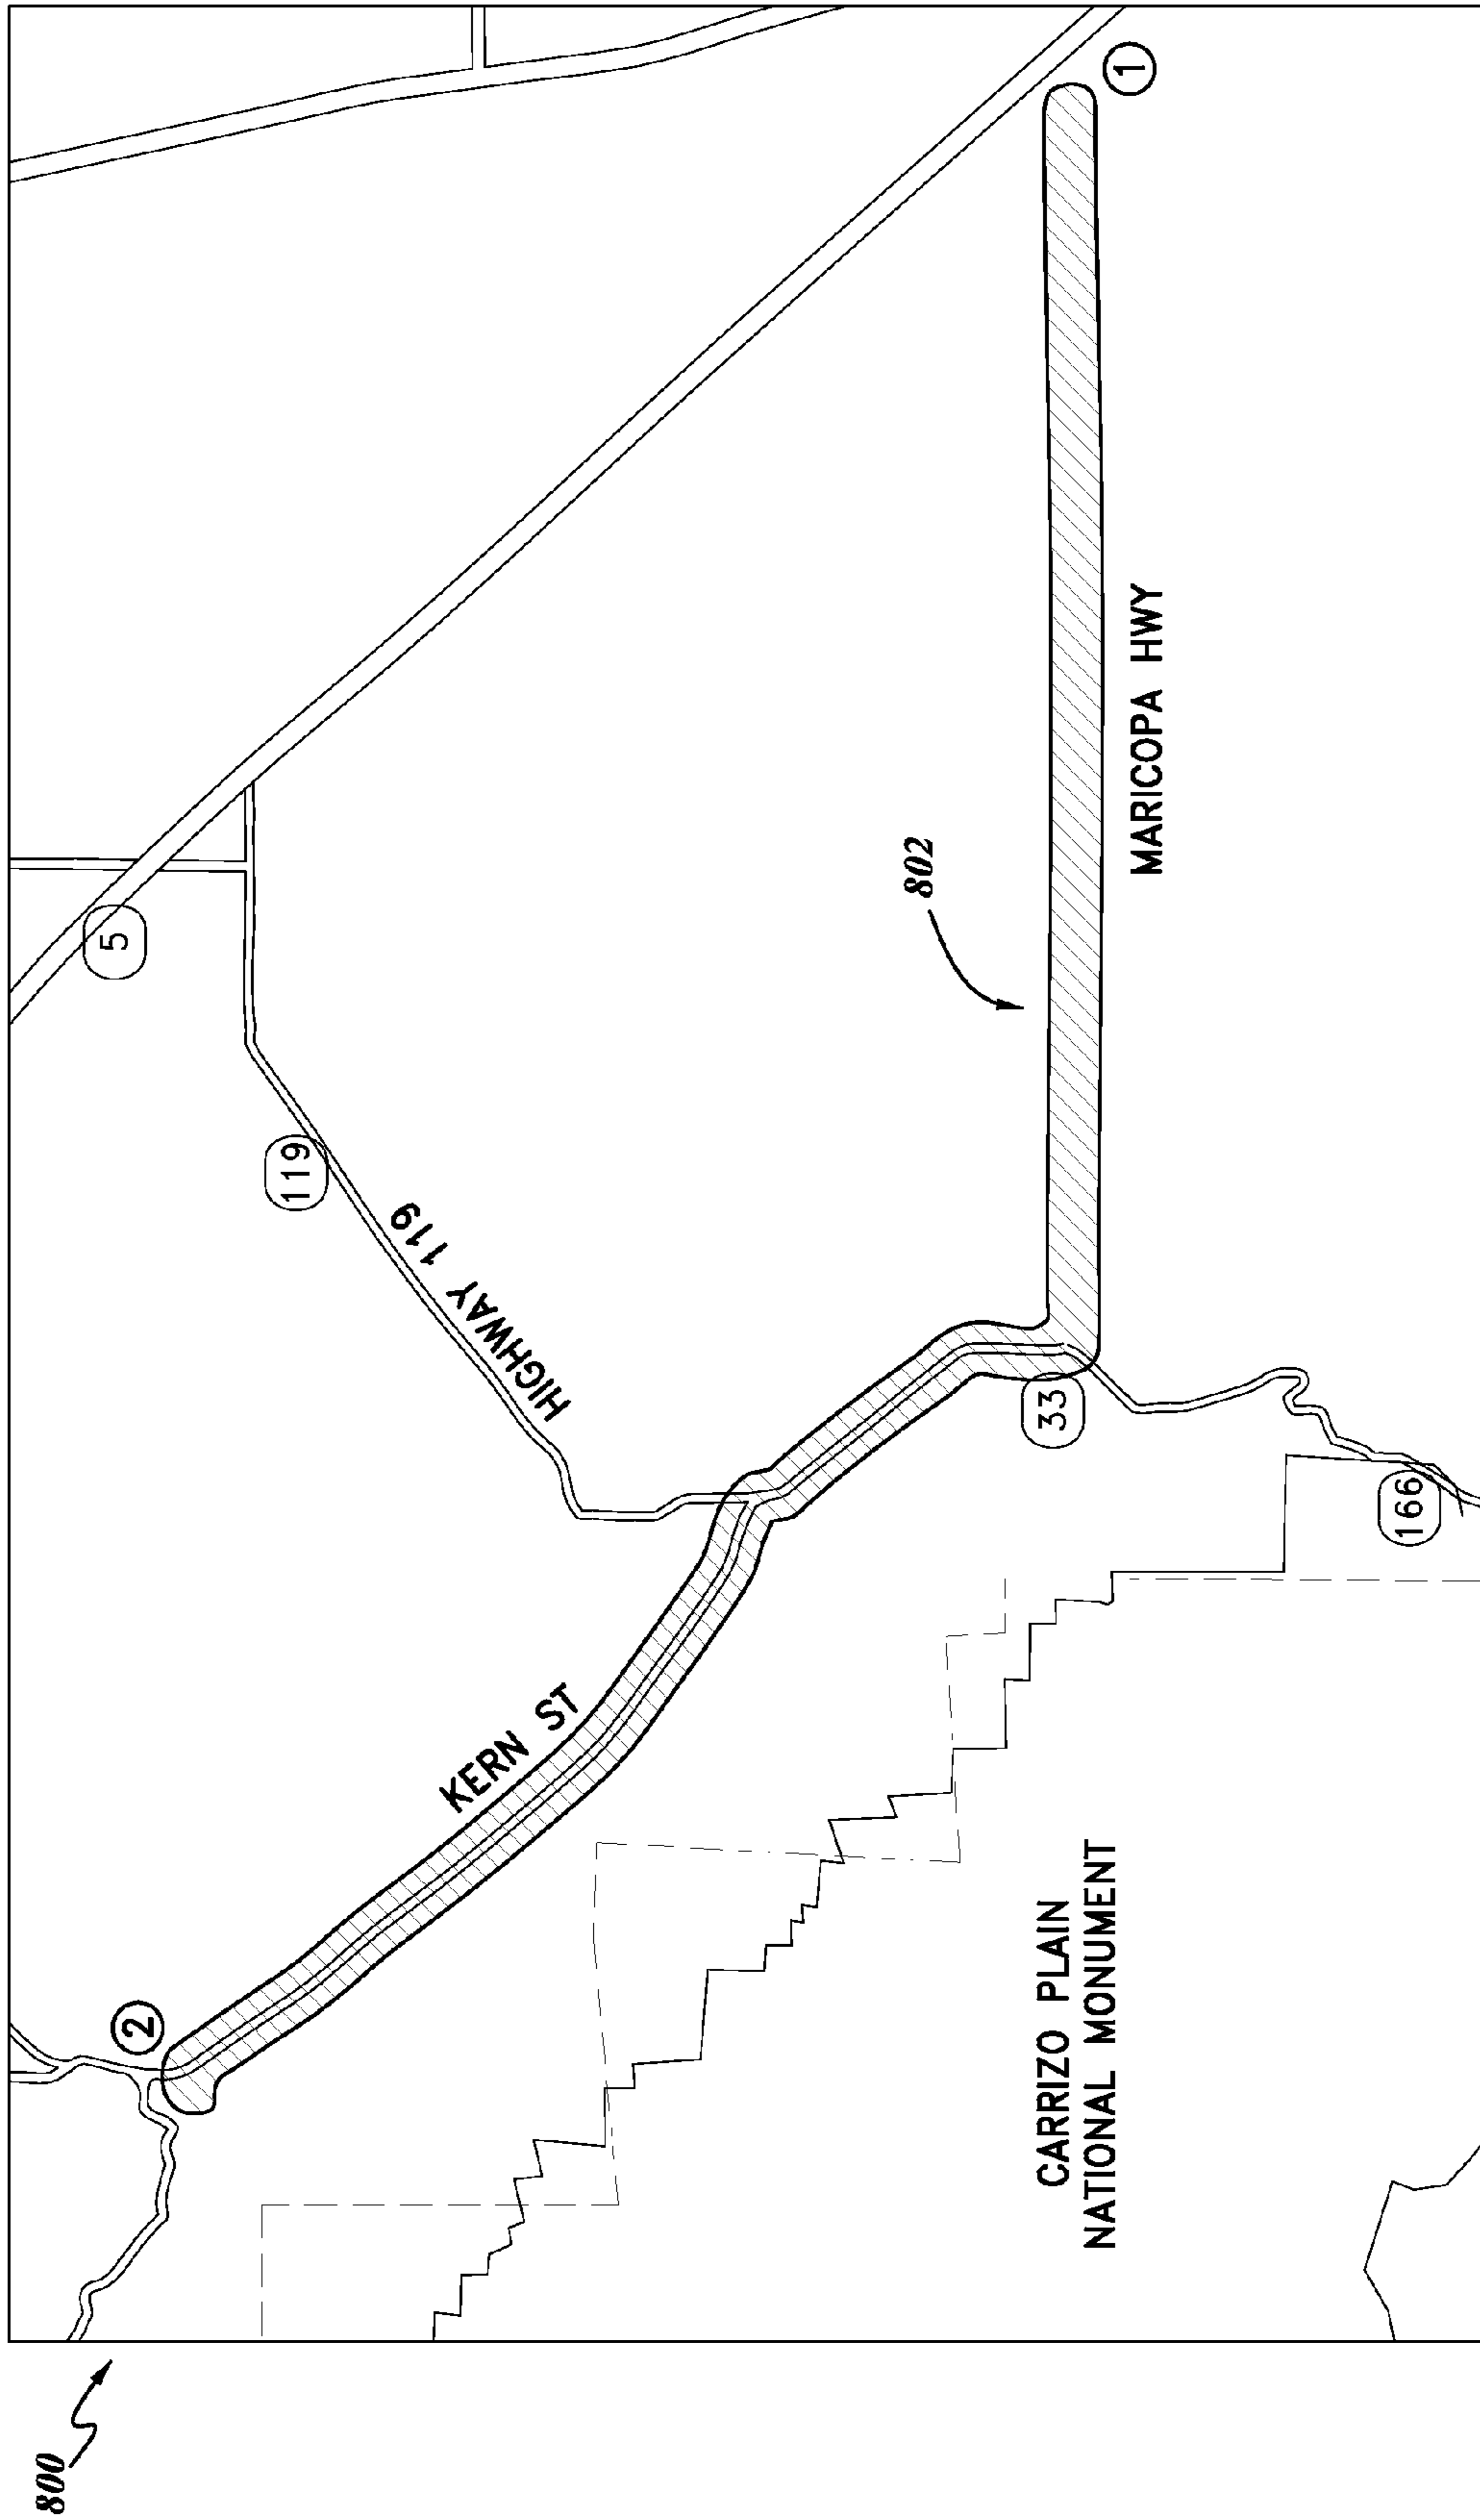 800
2
5
119
HIGHWAY 119
KERN ST
802
1
33
MARICOPA HWY
166
CARRIZO PLAIN
NATIONAL MONUMENT